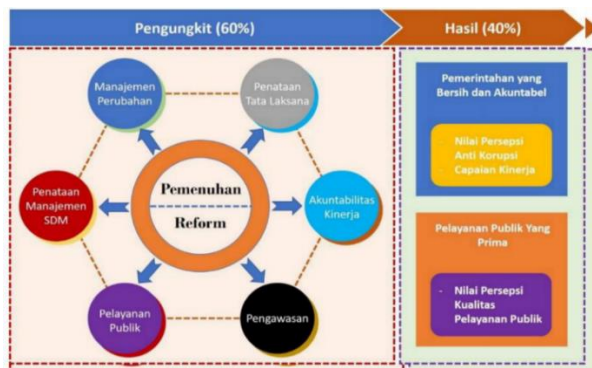 Pengungkit (60%)
Hasil (40%)
Manajemen
Perubahan
Penataan
Tata Laksana
Penataan
Manajemen
SDM
Pemenuhan
Reform
Akuntabilitas
Kinerja
Pelayanan
Publik
Pengawasan
Pemerintahan yang
Bersih dan Akuntabel
- Nilai Persepsi
Anti Korupsi
- Capaian Kinerja
Pelayanan Publik Yang
Prima
- Nilai Persepsi
Kualitas
Pelayanan Publik